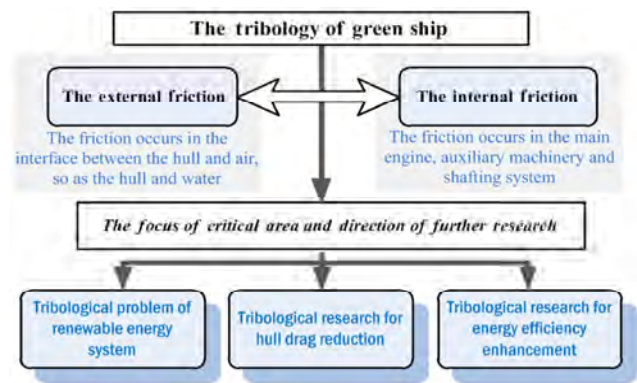 The tribology of green ship
The external friction
The friction occurs in the
interface between the hull and air,
so as the hull and water
The internal friction
The friction occurs in the main
engine, auxiliary machinery and
shafting system
The focus of critical area and direction of further research
Tribological problem of
renewable energy
system
Tribological research for
hull drag reduction
Tribological research for
energy efficiency
enhancement